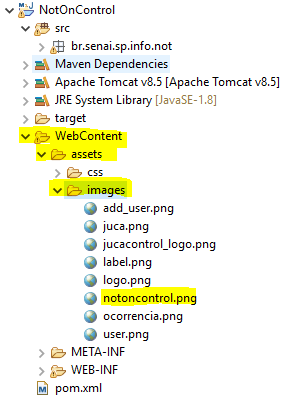 NotOnControl
src
br.senai.sp.info.not
Maven Dependencies
Apache Tomcat v8.5 [Apache Tomcat v8.5]
JRE System Library [JavaSE-1.8]
target
WebContent
assets
css
images
add_user.png
juca.png
jucacontrol_logo.png
label.png
logo.png
notoncontrol.png
ocorrencia.png
user.png
META-INF
WEB-INF
pom.xml